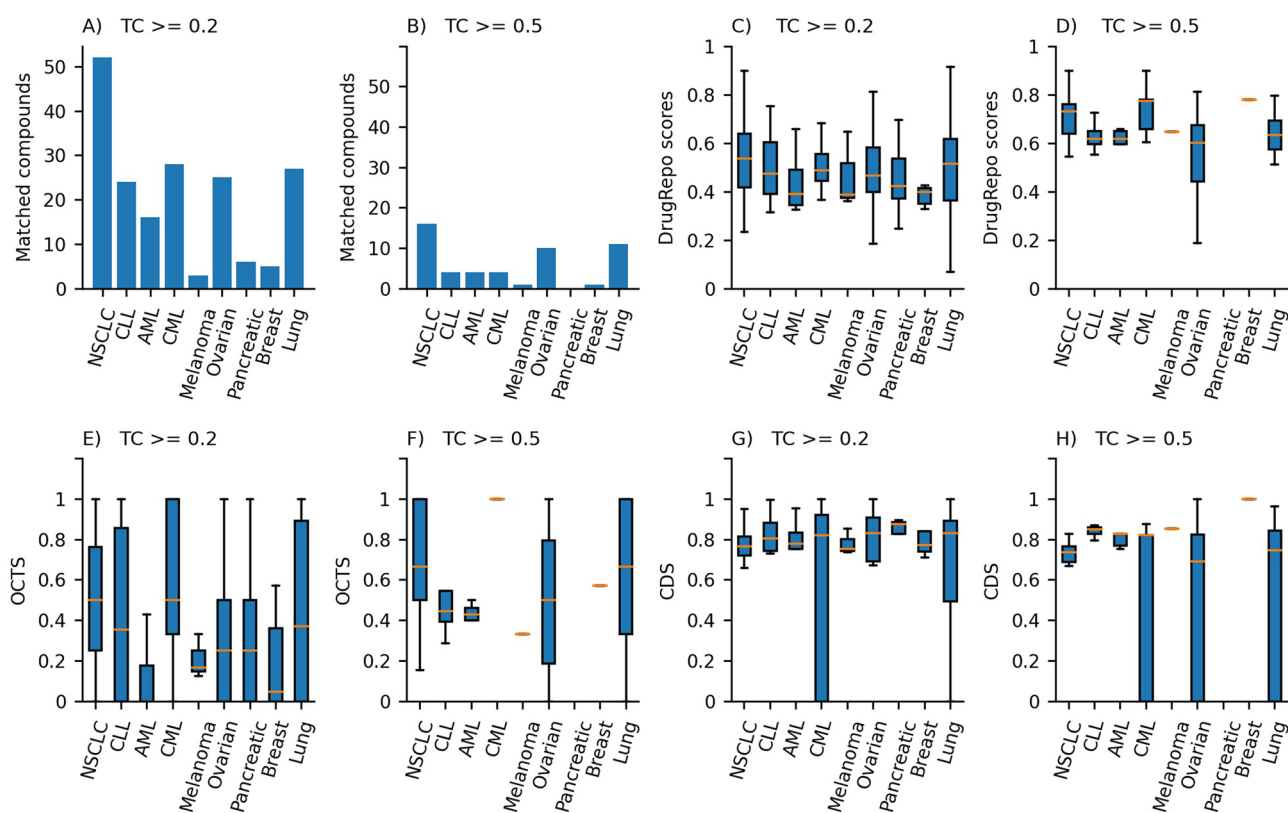 A) TC >= 0.2
Matched compounds
50
40
30
20
10
0
NSCLC
CLL
AML
CML
Melanoma
Ovarian
Pancreatic
Breast
Lung
B) TC >= 0.5
Matched compounds
50
40
30
20
10
0
NSCLC
CLL
AML
CML
Melanoma
Ovarian
Pancreatic
Breast
Lung
C) TC >= 0.2
DrugRepo scores
1
0.8
0.6
0.4
0.2
0
NSCLC
CLL
AML
CML
Melanoma
Ovarian
Pancreatic
Breast
Lung
D) TC >= 0.5
DrugRepo scores
1
0.8
0.6
0.4
0.2
0
NSCLC
CLL
AML
CML
Melanoma
Ovarian
Pancreatic
Breast
Lung
E) TC >= 0.2
OCTS
1
0.8
0.6
0.4
0.2
0
NSCLC
CLL
AML
CML
Melanoma
Ovarian
Pancreatic
Breast
Lung
F) TC >= 0.5
OCTS
1
0.8
0.6
0.4
0.2
0
NSCLC
CLL
AML
CML
Melanoma
Ovarian
Pancreatic
Breast
Lung
G) TC >= 0.2
CDS
1
0.8
0.6
0.4
0.2
0
NSCLC
CLL
AML
CML
Melanoma
Ovarian
Pancreatic
Breast
Lung
H) TC >= 0.5
CDS
1
0.8
0.6
0.4
0.2
0
NSCLC
CLL
AML
CML
Melanoma
Ovarian
Pancreatic
Breast
Lung